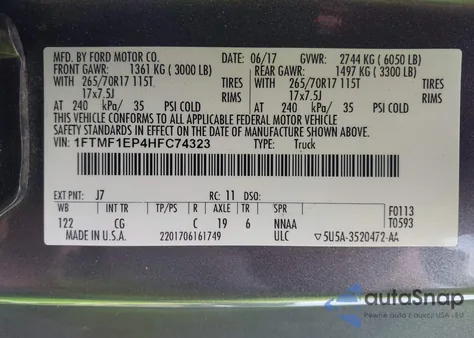 MFD. BY FORD MOTOR CO. DATE: 06/17 GVWR: 2744 KG (6050 LB)
FRONT GAWR: 1361 KG (3000 LB) REAR GAWR: 1497 KG (3300 LB)
WITH 265/70R17 115T TIRES WITH 265/70R17 115T TIRES
17x7.5J RIMS 17x7.5J RIMS
AT 240 kPa/ 35 PSI COLD AT 240 kPa/ 35 PSI COLD
THIS VEHICLE CONFORMS TO ALL APPLICABLE FEDERAL MOTOR VEHICLE
SAFETY STANDARDS IN EFFECT ON THE DATE OF MANUFACTURE SHOWN ABOVE.
VIN: 1FTMF1EP4HFC74323 TYPE: Truck
EXT PNT: J7 RC: 11 DSO:
WB INT TR TP/PS R AXLE TR SPR F0113
122 CG C 19 6 NNAA T0593
MADE IN U.S.A. 2201706161749 ULC ▽5U5A-3520472-AA
autoSnap
Pewne auta z aukcji USA - EU